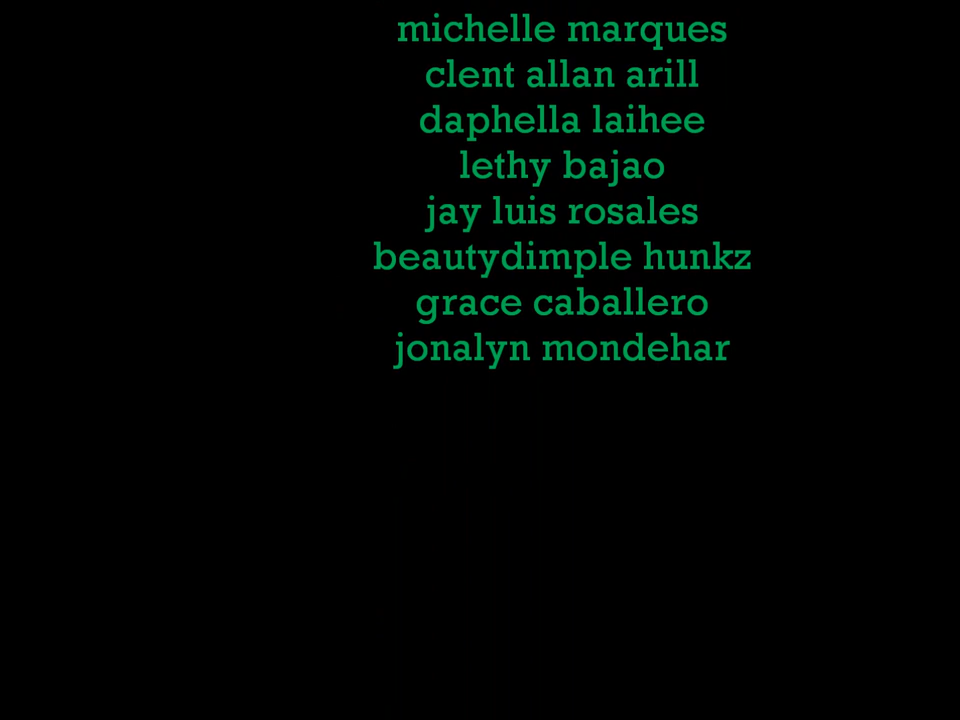 michelle marques
clent allan arill
daphella laihee
lethy bajao
jay luis rosales
beautydimple hunkz
grace caballero
jonalyn mondehar